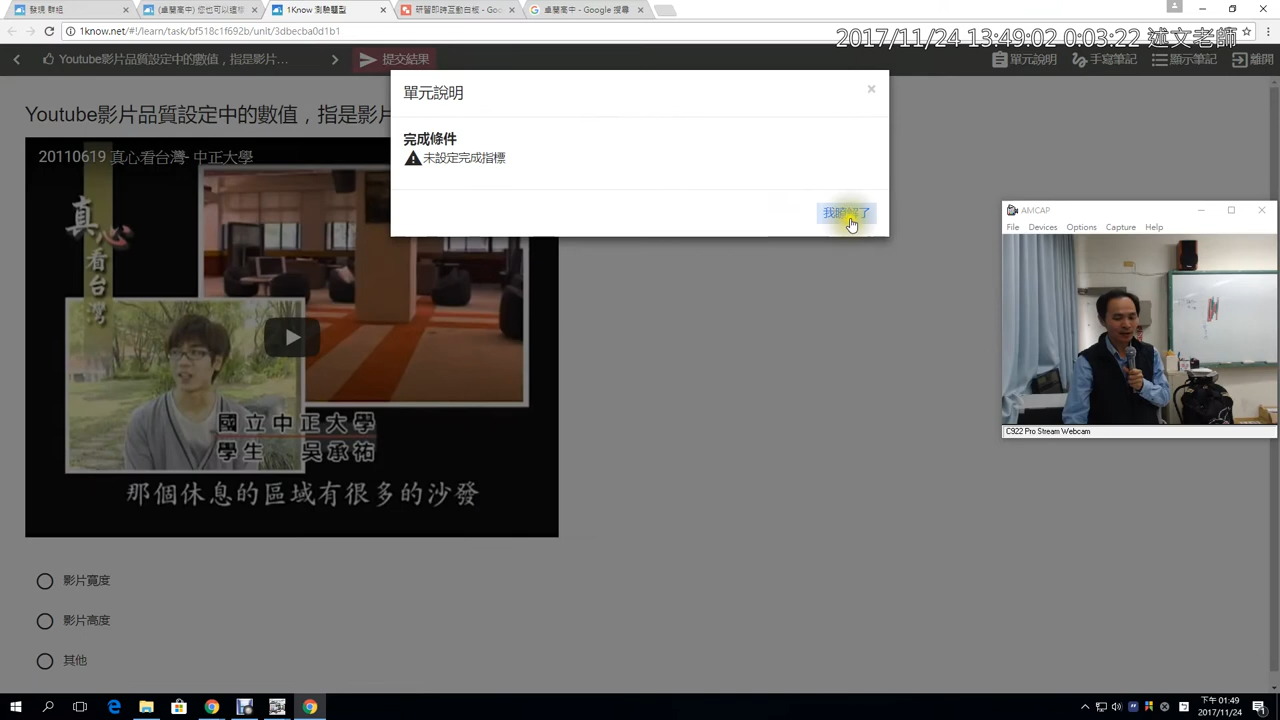 發現 群組
(卓蘭高中) 您也可以這樣
1Know 測驗題型
研習即時互動白板 - Goo
卓蘭高中 - Google 搜尋
1know.net/#!/learn/task/bf518c1f692b/unit/3dbecba0d1b1
2017/11/24 13:49:02 0:03:22 述文老師
Youtube影片品質設定中的數值，指是影片…
提交結果
單元說明
手寫筆記
顯示筆記
離開
單元說明
完成條件
未設定完成指標
我瞭解了
Youtube影片品質設定中的數值，指是影片
20110619 真心看台灣- 中正大學
真心看台灣
國立中正大學
學生 吳承祐
那個休息的區域有很多的沙發
影片寬度
影片高度
其他
AMCAP
File Devices Options Capture Help
C922 Pro Stream Webcam
下午 01:49
2017/11/24